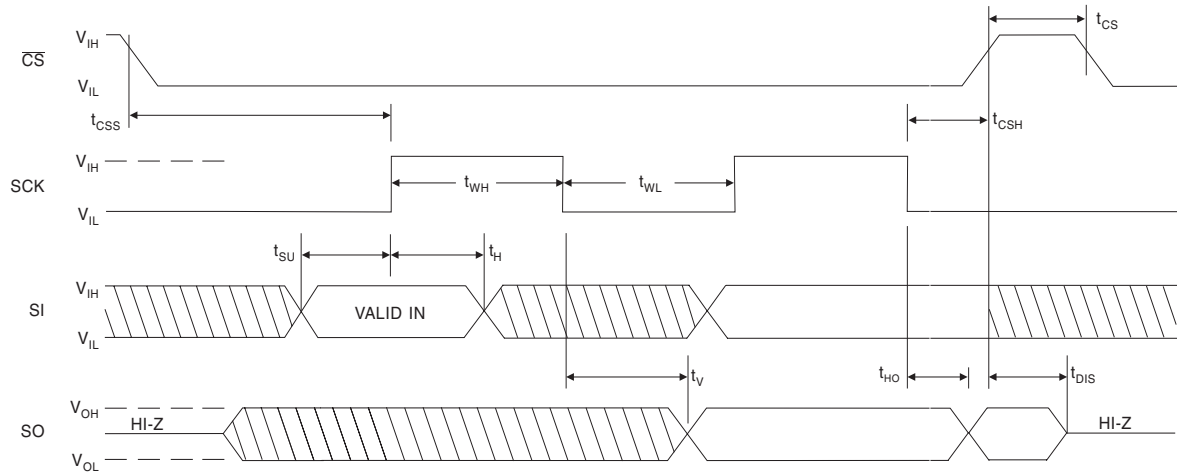 t_CS
V_IH
CS
V_IL
t_CSS
t_CSH
V_IH
SCK
t_WH
t_WL
V_IL
t_SU
t_H
V_IH
SI
VALID IN
V_IL
t_V
t_HO
t_DIS
V_OH
SO
HI-Z
HI-Z
V_OL